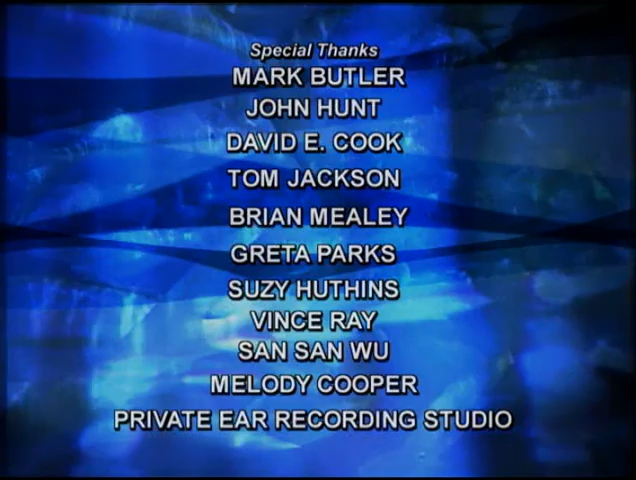 Special Thanks
MARK BUTLER
JOHN HUNT
DAVID E. COOK
TOM JACKSON
BRIAN MEALEY
GRETA PARKS
SUZY HUTHINS
VINCE RAY
SAN SAN WU
MELODY COOPER
PRIVATE EAR RECORDING STUDIO